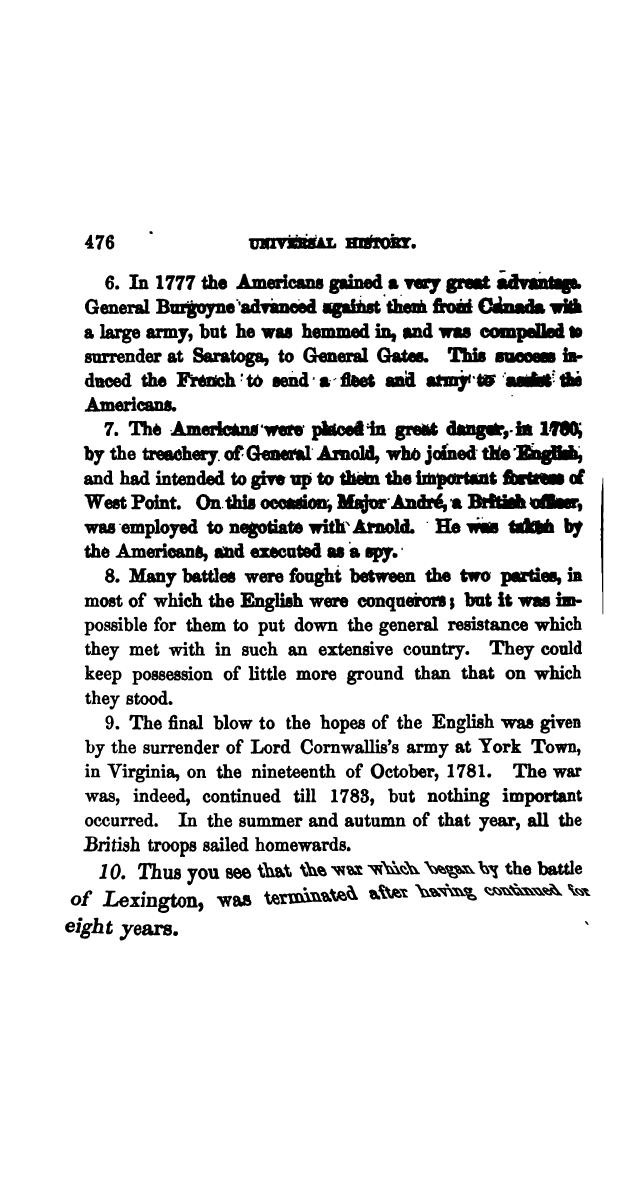 476 UNIVERSAL HISTORY.
6. In 1777 the Americans gained a very great advantage.
General Burgoyne advanced against them from Canada with
a large army, but he was hemmed in, and was compelled to
surrender at Saratoga, to General Gates. This success in-
duced the French to send a fleet and army to assist the
Americans.
7. The Americans were placed in great danger, in 1780,
by the treachery of General Arnold, who joined the English,
and had intended to give up to them the important fortress of
West Point. On this occasion, Major André, a British officer,
was employed to negotiate with Arnold. He was taken by
the Americans, and executed as a spy.
8. Many battles were fought between the two parties, in
most of which the English were conquerors; but it was im-
possible for them to put down the general resistance which
they met with in such an extensive country. They could
keep possession of little more ground than that on which
they stood.
9. The final blow to the hopes of the English was given
by the surrender of Lord Cornwallis's army at York Town,
in Virginia, on the nineteenth of October, 1781. The war
was, indeed, continued till 1783, but nothing important
occurred. In the summer and autumn of that year, all the
British troops sailed homewards.
10. Thus you see that the war which began by the battle
of Lexington, was terminated after having continued for
eight years.